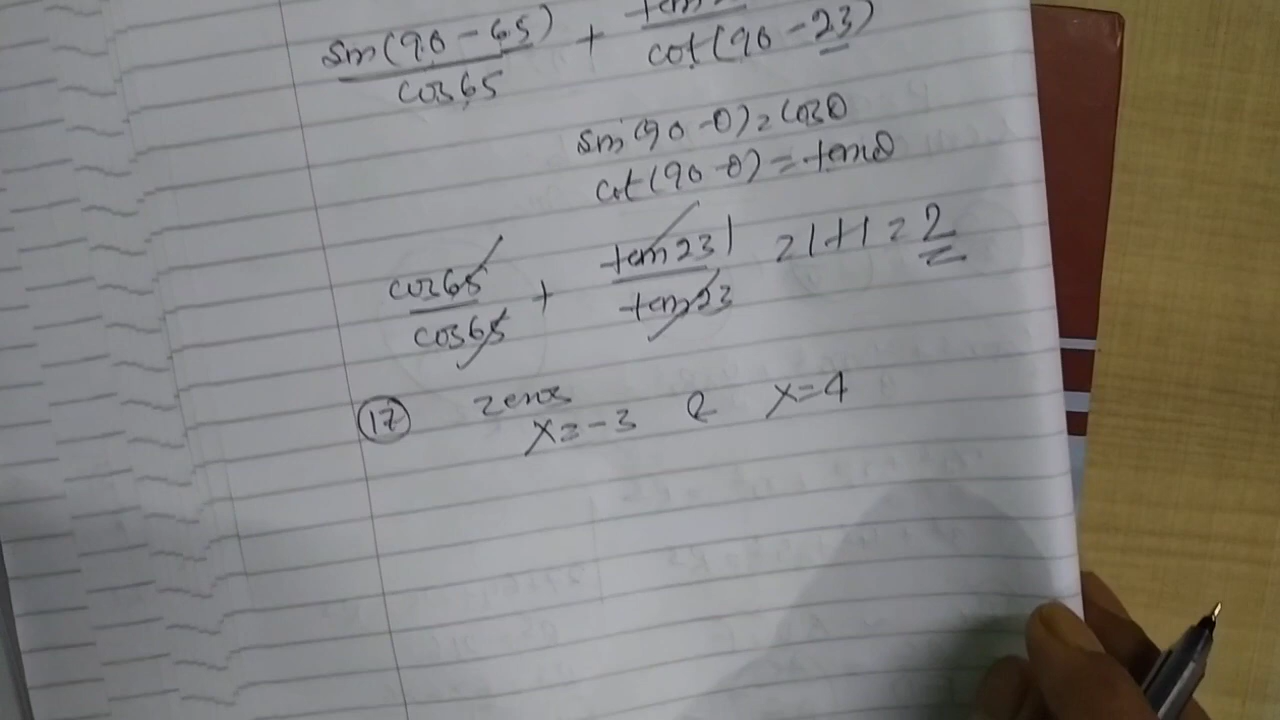 sin(90-65) + 
cos65 cot(90-23)
sin(90-θ)=cosθ
cot(90-θ)=tanθ
cos65 + tan23 =1+1=2
cos65 tan23
17 zeros
x=-3 & x=4